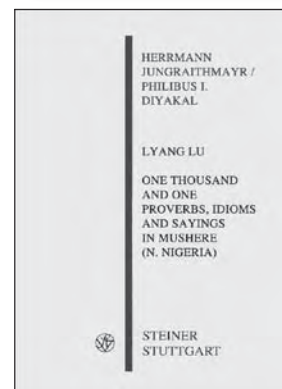 HERRMANN
JUNGRAITHMAYR /
PHILIBUS I.
DIYAKAL
LYANG LU
ONE THOUSAND
AND ONE
PROVERBS, IDIOMS
AND SAYINGS
IN MUSHERE
(N. NIGERIA)
STEINER
STUTTGART